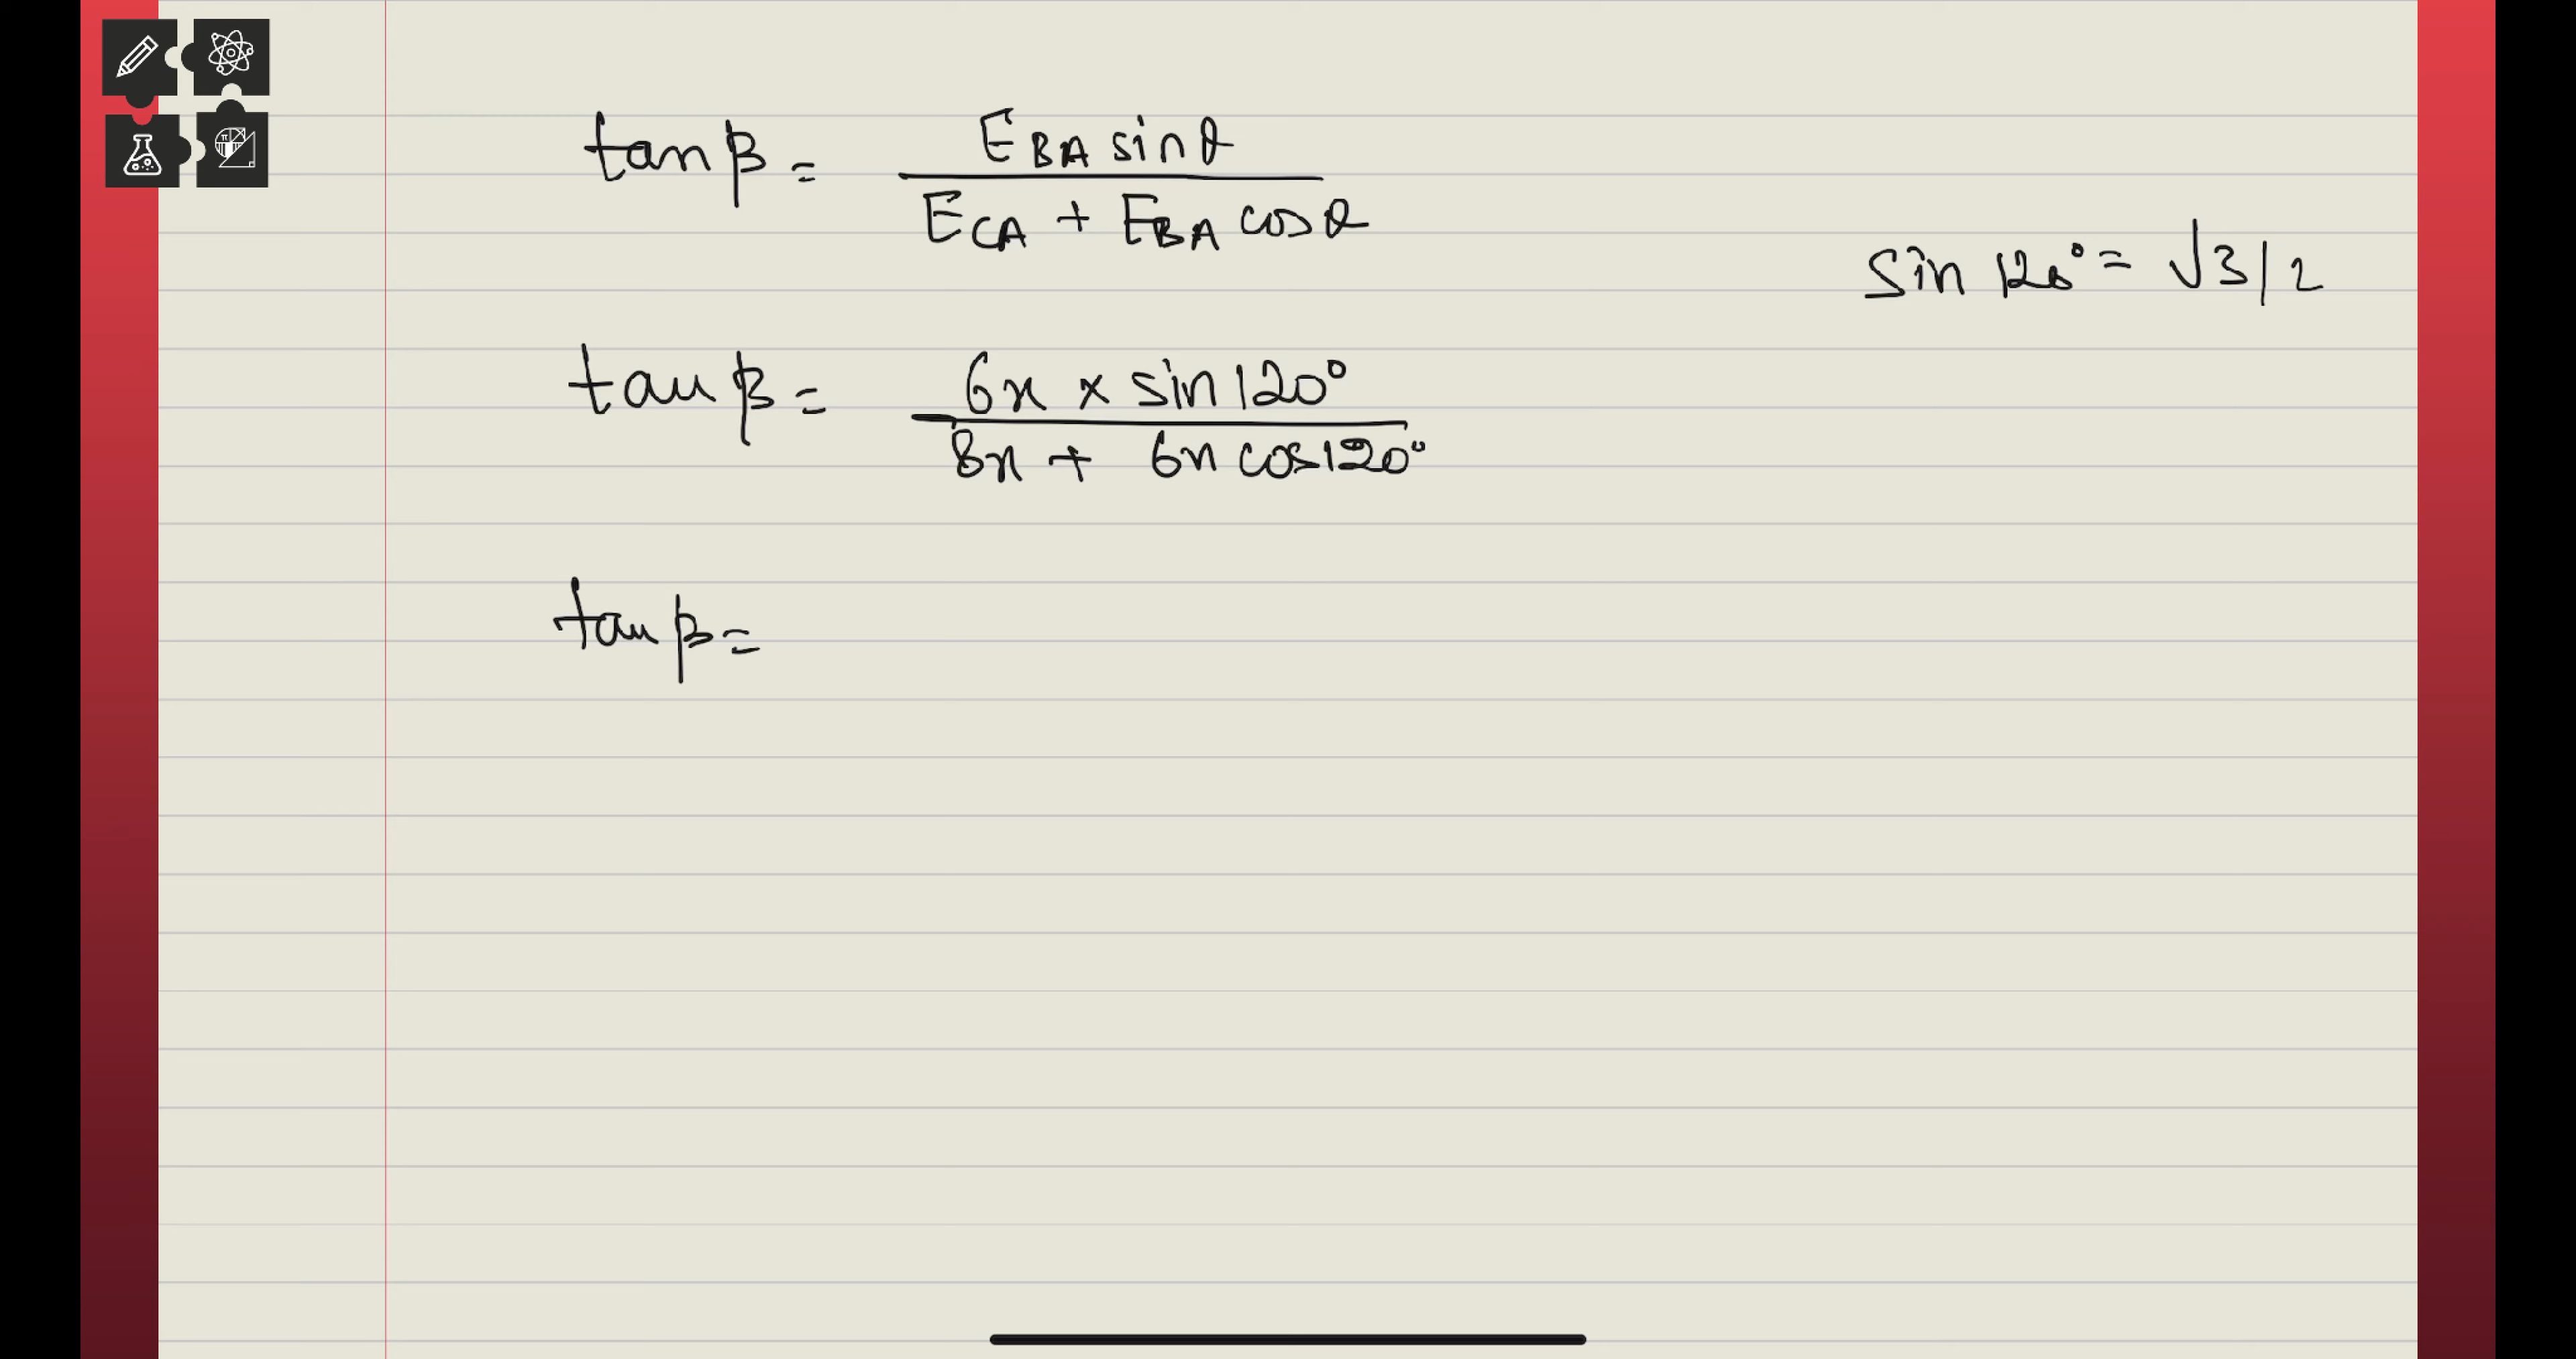 tan β = E_BA sin θ / E_CA + E_BA cos θ
sin 120° = √3/2
tan β = 6x × sin 120° / 8x + 6x cos 120°
tan β =